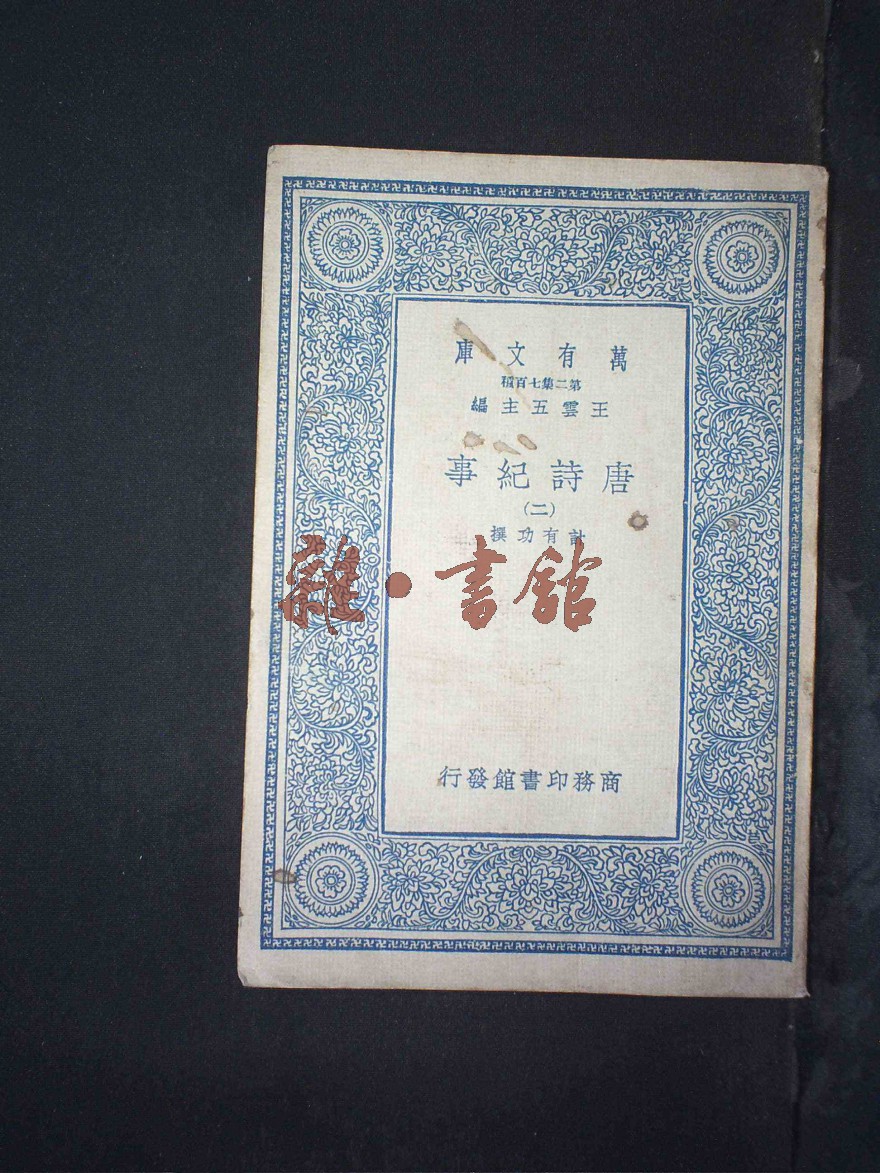 萬有文庫
第二集七百種
王雲五主編
唐詩紀事
(二)
計有功撰
雜·書館
商務印書館發行